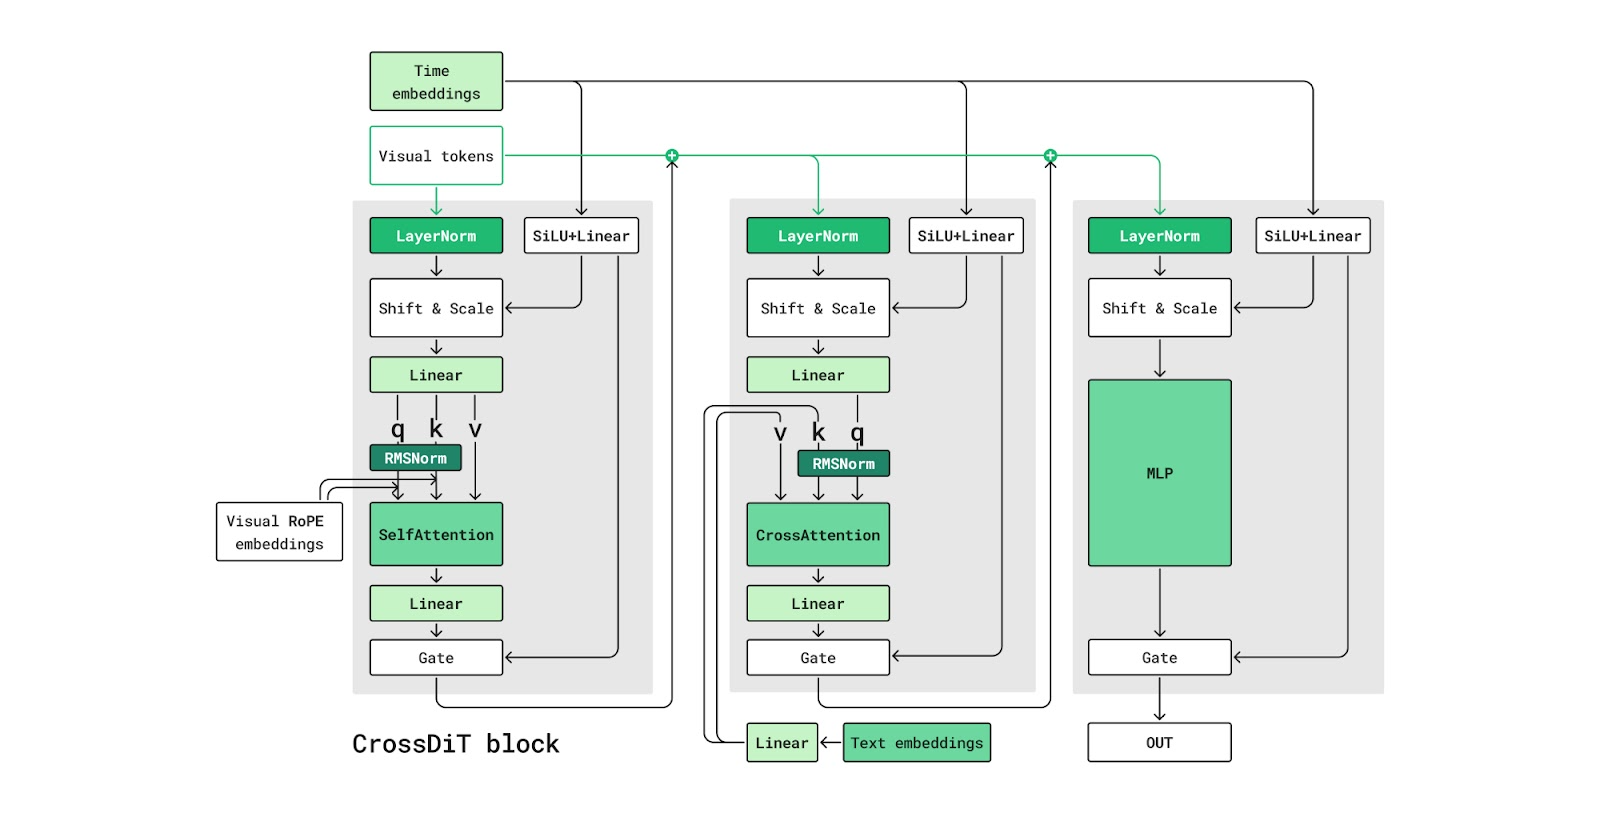 Time
embeddings
Visual tokens
LayerNorm
SiLU+Linear
Shift & Scale
Linear
q k v
RMSNorm
Visual RoPE
embeddings
SelfAttention
Linear
Gate
LayerNorm
SiLU+Linear
Shift & Scale
Linear
v k q
RMSNorm
CrossAttention
Linear
Gate
Linear
Text embeddings
LayerNorm
SiLU+Linear
Shift & Scale
MLP
Gate
OUT
CrossDiT block